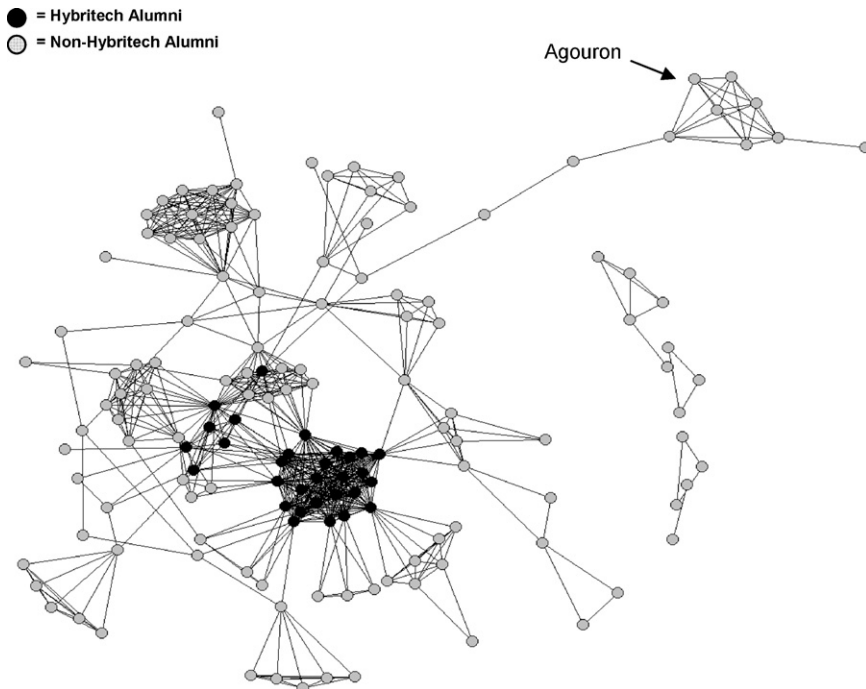 = Hybritech Alumni
= Non-Hybritech Alumni
Agouron